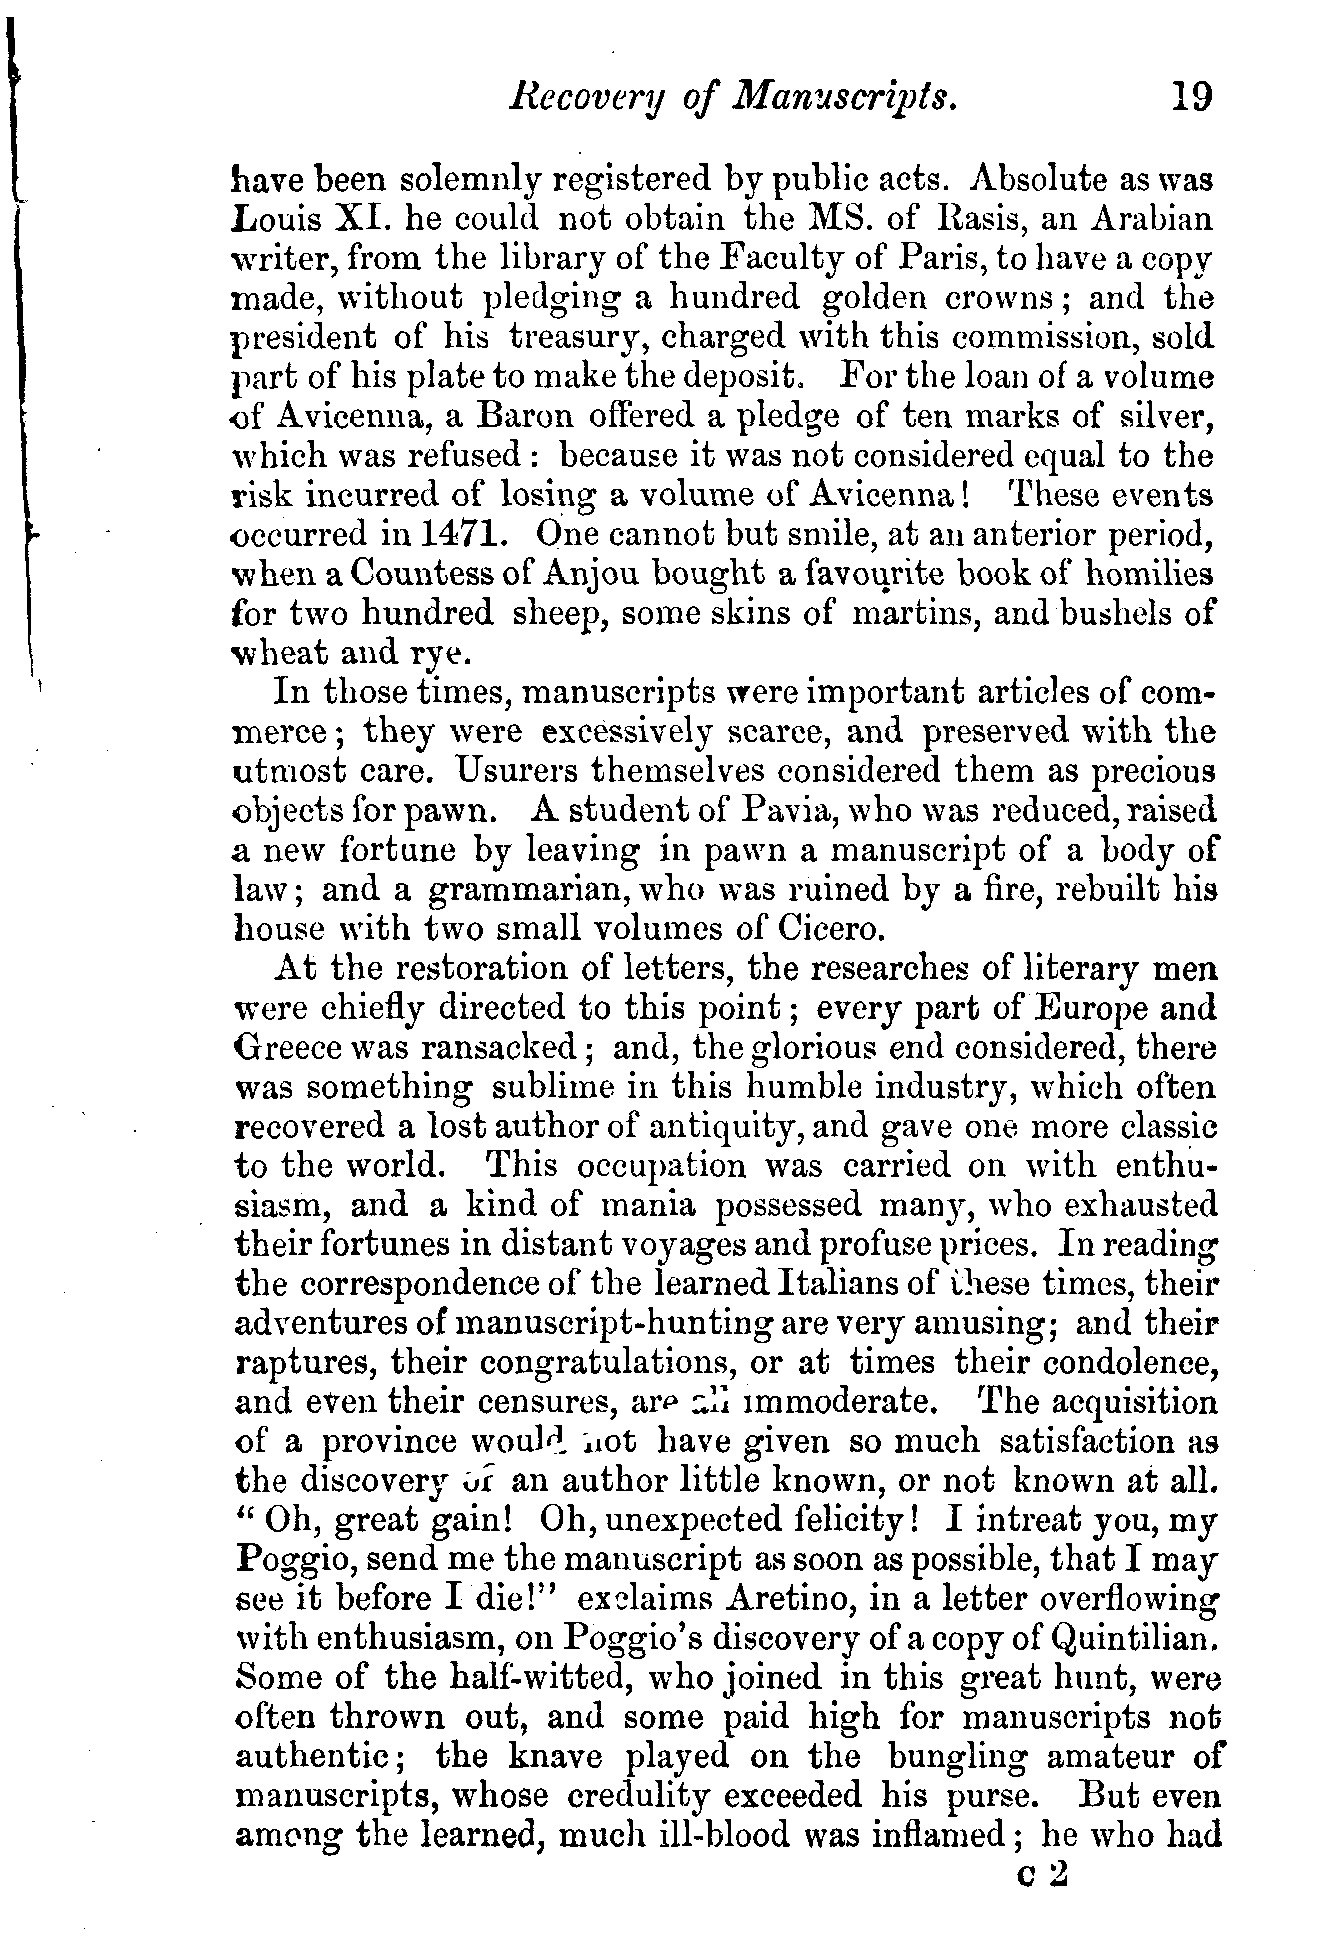 Recovery of Manuscripts. 19
have been solemnly registered by public acts. Absolute as was
Louis XI. he could not obtain the MS. of Rasis, an Arabian
writer, from the library of the Faculty of Paris, to have a copy
made, without pledging a hundred golden crowns; and the
president of his treasury, charged with this commission, sold
part of his plate to make the deposit. For the loan of a volume
of Avicenna, a Baron offered a pledge of ten marks of silver,
which was refused: because it was not considered equal to the
risk incurred of losing a volume of Avicenna! These events
occurred in 1471. One cannot but smile, at an anterior period,
when a Countess of Anjou bought a favourite book of homilies
for two hundred sheep, some skins of martins, and bushels of
wheat and rye.
In those times, manuscripts were important articles of com-
merce; they were excessively scarce, and preserved with the
utmost care. Usurers themselves considered them as precious
objects for pawn. A student of Pavia, who was reduced, raised
a new fortune by leaving in pawn a manuscript of a body of
law; and a grammarian, who was ruined by a fire, rebuilt his
house with two small volumes of Cicero.
At the restoration of letters, the researches of literary men
were chiefly directed to this point; every part of Europe and
Greece was ransacked; and, the glorious end considered, there
was something sublime in this humble industry, which often
recovered a lost author of antiquity, and gave one more classic
to the world. This occupation was carried on with enthu-
siasm, and a kind of mania possessed many, who exhausted
their fortunes in distant voyages and profuse prices. In reading
the correspondence of the learned Italians of these times, their
adventures of manuscript-hunting are very amusing; and their
raptures, their congratulations, or at times their condolence,
and even their censures, are all immoderate. The acquisition
of a province would not have given so much satisfaction as
the discovery of an author little known, or not known at all.
"Oh, great gain! Oh, unexpected felicity! I intreat you, my
Poggio, send me the manuscript as soon as possible, that I may
see it before I die!" exclaims Aretino, in a letter overflowing
with enthusiasm, on Poggio's discovery of a copy of Quintilian.
Some of the half-witted, who joined in this great hunt, were
often thrown out, and some paid high for manuscripts not
authentic; the knave played on the bungling amateur of
manuscripts, whose credulity exceeded his purse. But even
among the learned, much ill-blood was inflamed; he who had
C 2